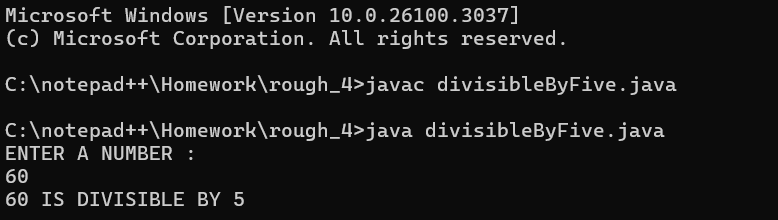 Microsoft Windows [Version 10.0.26100.3037]
(c) Microsoft Corporation. All rights reserved.
C:\notepad++\Homework\rough_4>javac divisibleByFive.java
C:\notepad++\Homework\rough_4>java divisibleByFive.java
ENTER A NUMBER :
60
60 IS DIVISIBLE BY 5